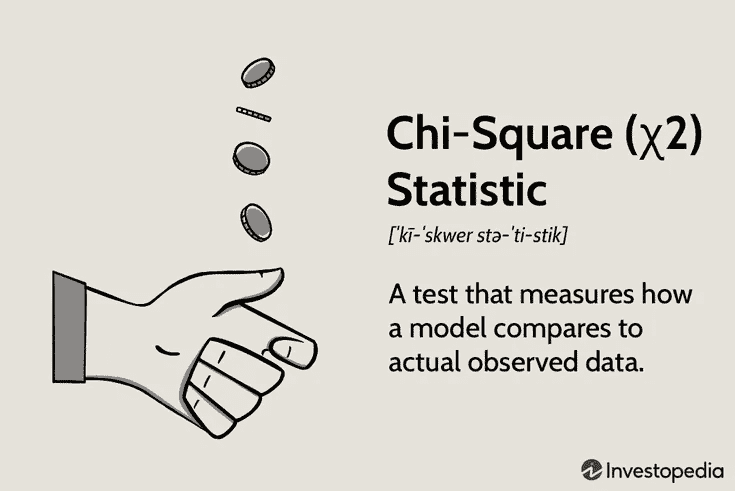 Chi-Square (χ2)
Statistic
[ˈkī-ˈskwer stə-ˈti-stik]
A test that measures how
a model compares to
actual observed data.
Investopedia